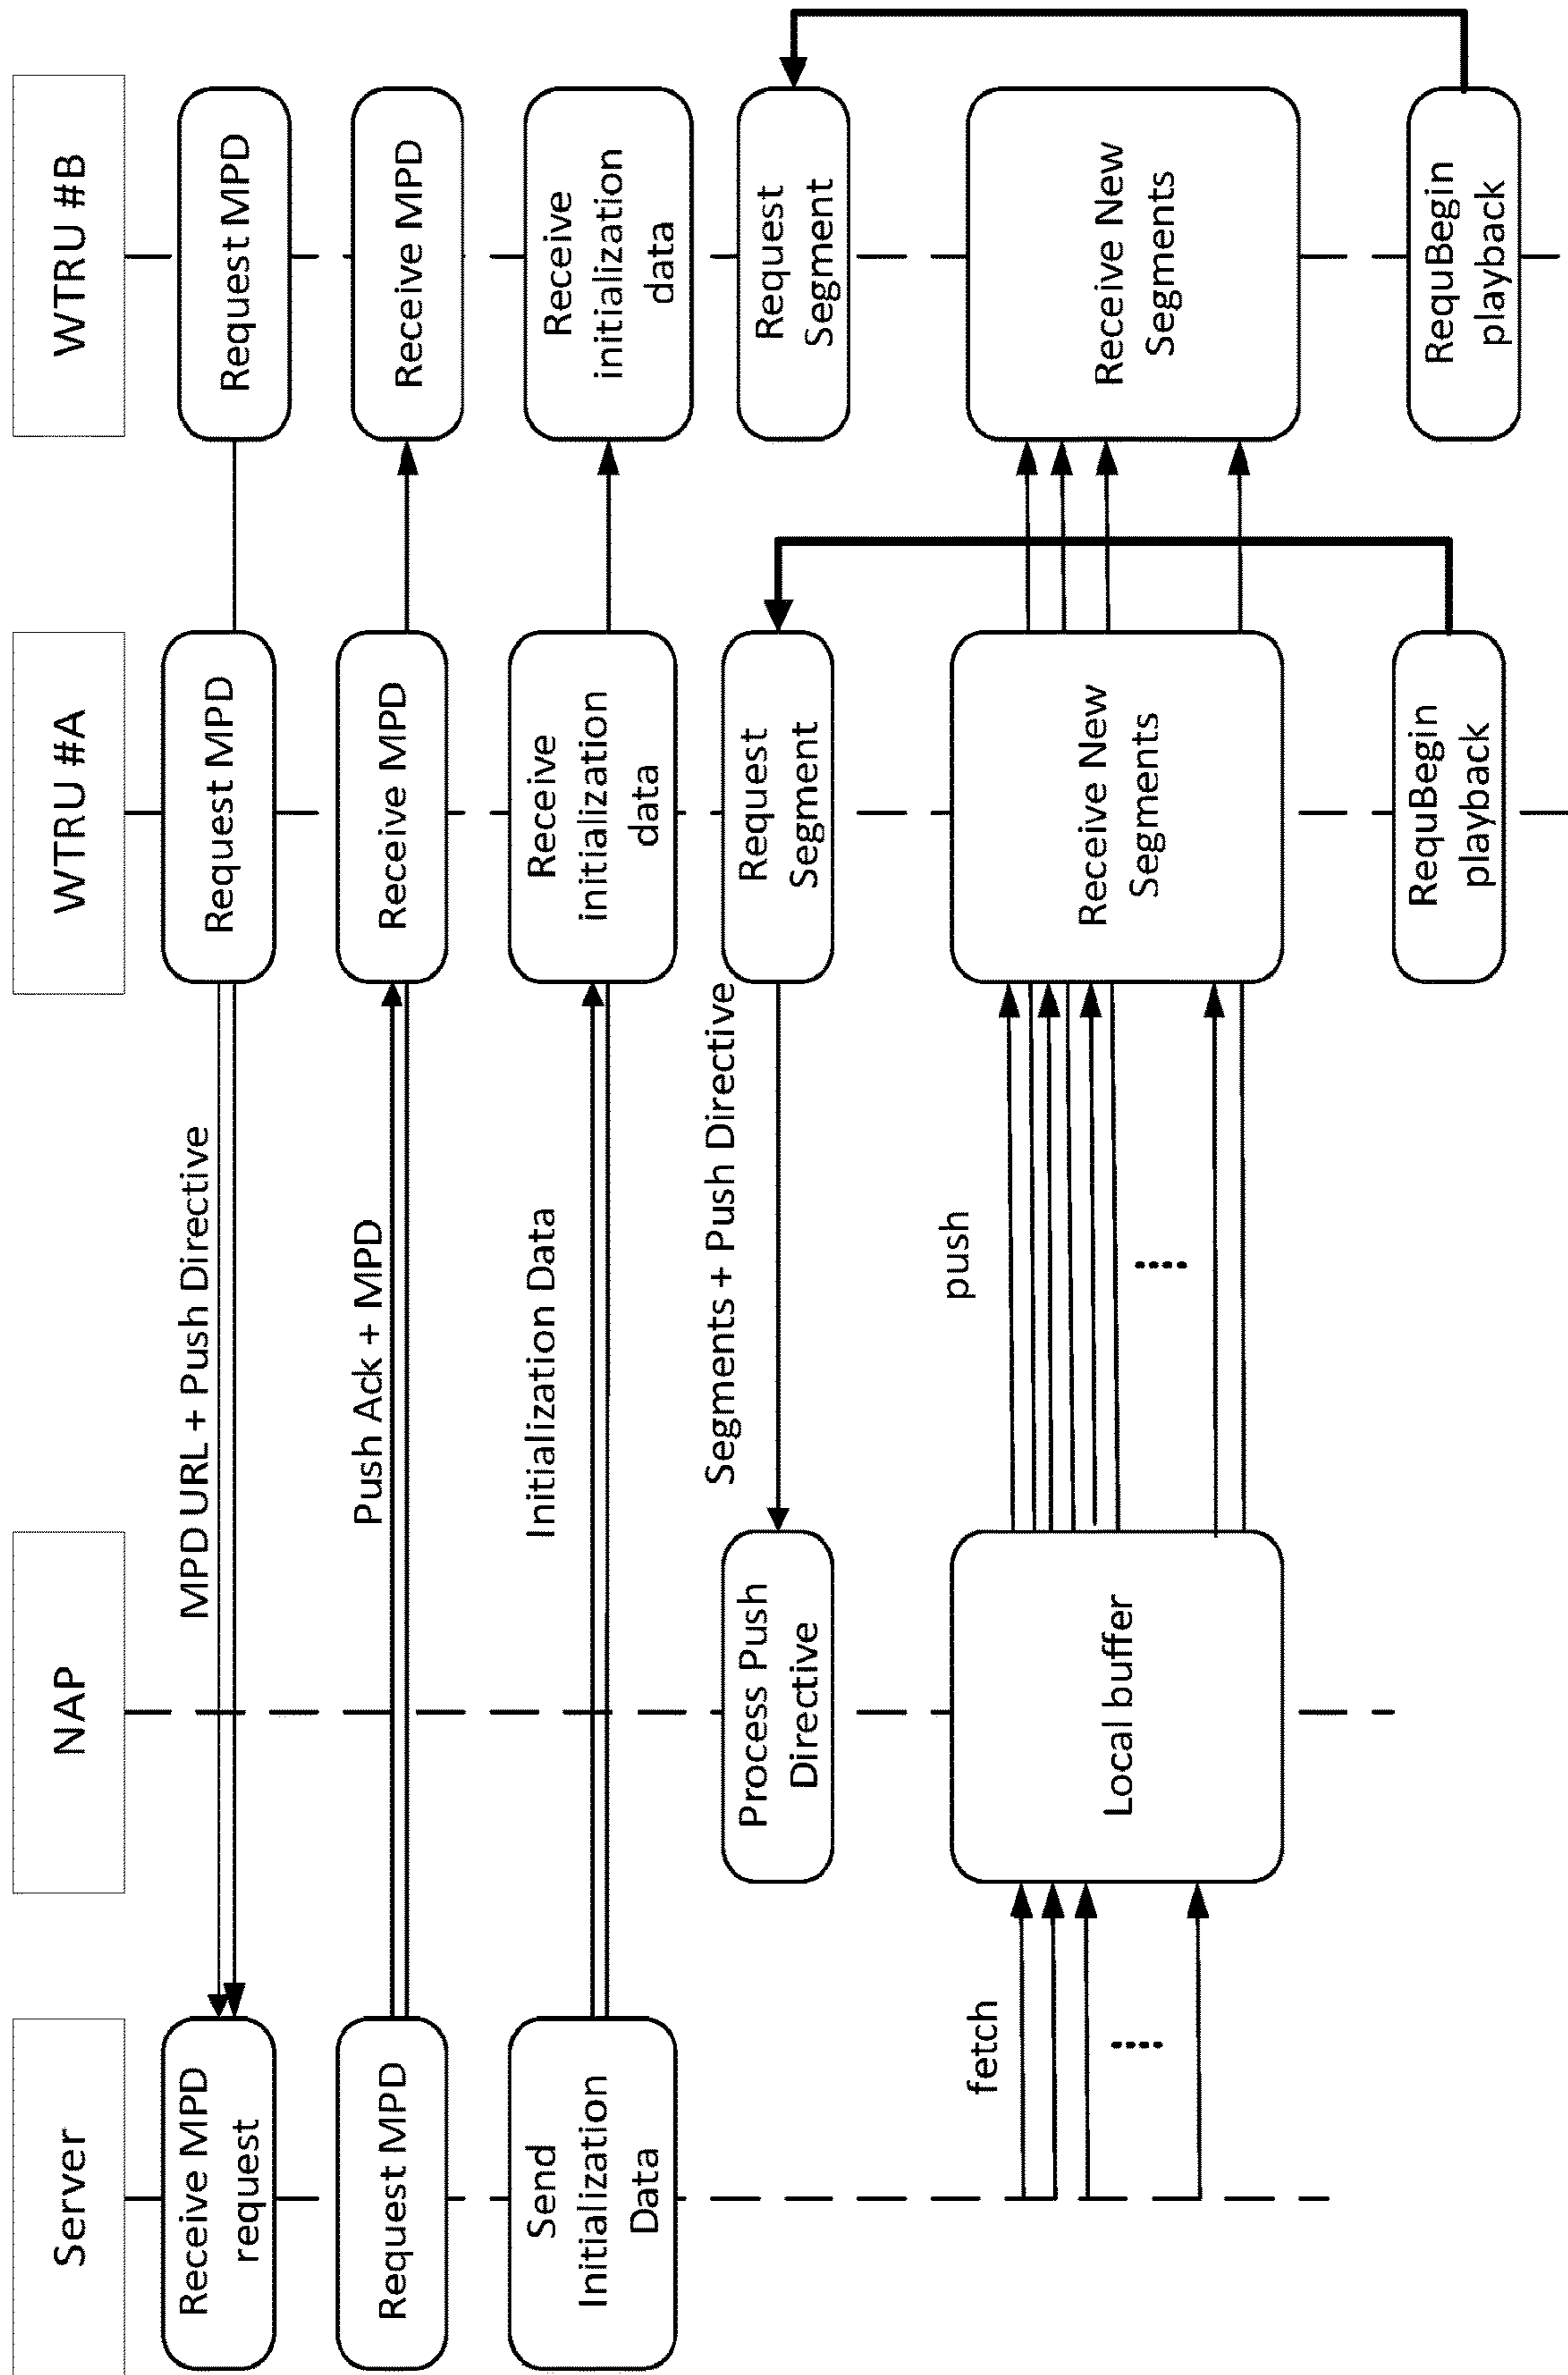 Server
NAP
WTRU #A
WTRU #B
Receive MPD
request
MPD URL + Push Directive
Request MPD
Request MPD
Request MPD
Push Ack + MPD
Receive MPD
Receive MPD
Send
Initialization
Data
Initialization Data
Receive
initialization
data
Receive
initialization
data
Process Push
Directive
Segments + Push Directive
Request
Segment
Request
Segment
fetch
....
Local buffer
push
....
Receive New
Segments
Receive New
Segments
RequBegin
playback
RequBegin
playback